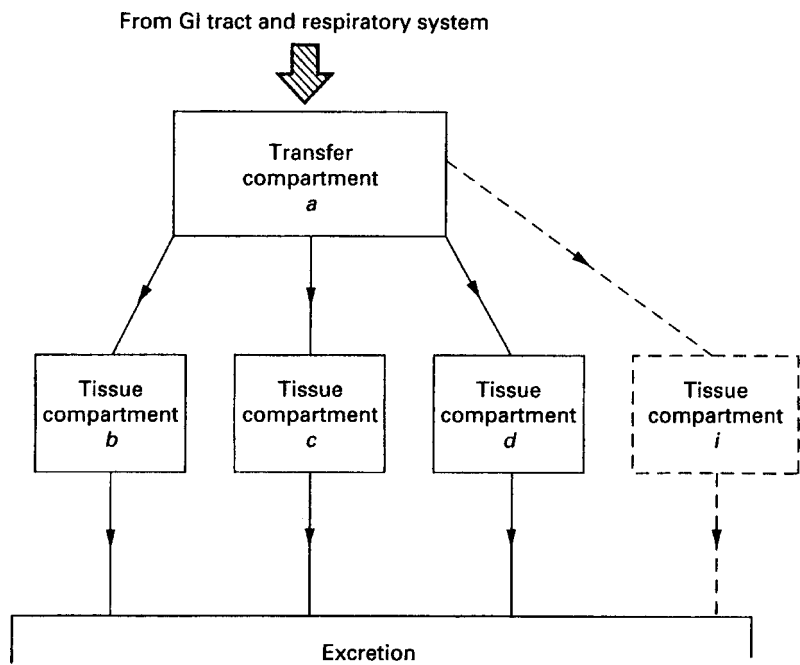 From GI tract and respiratory system
Transfer
compartment
a
Tissue
compartment
b
Tissue
compartment
c
Tissue
compartment
d
Tissue
compartment
i
Excretion